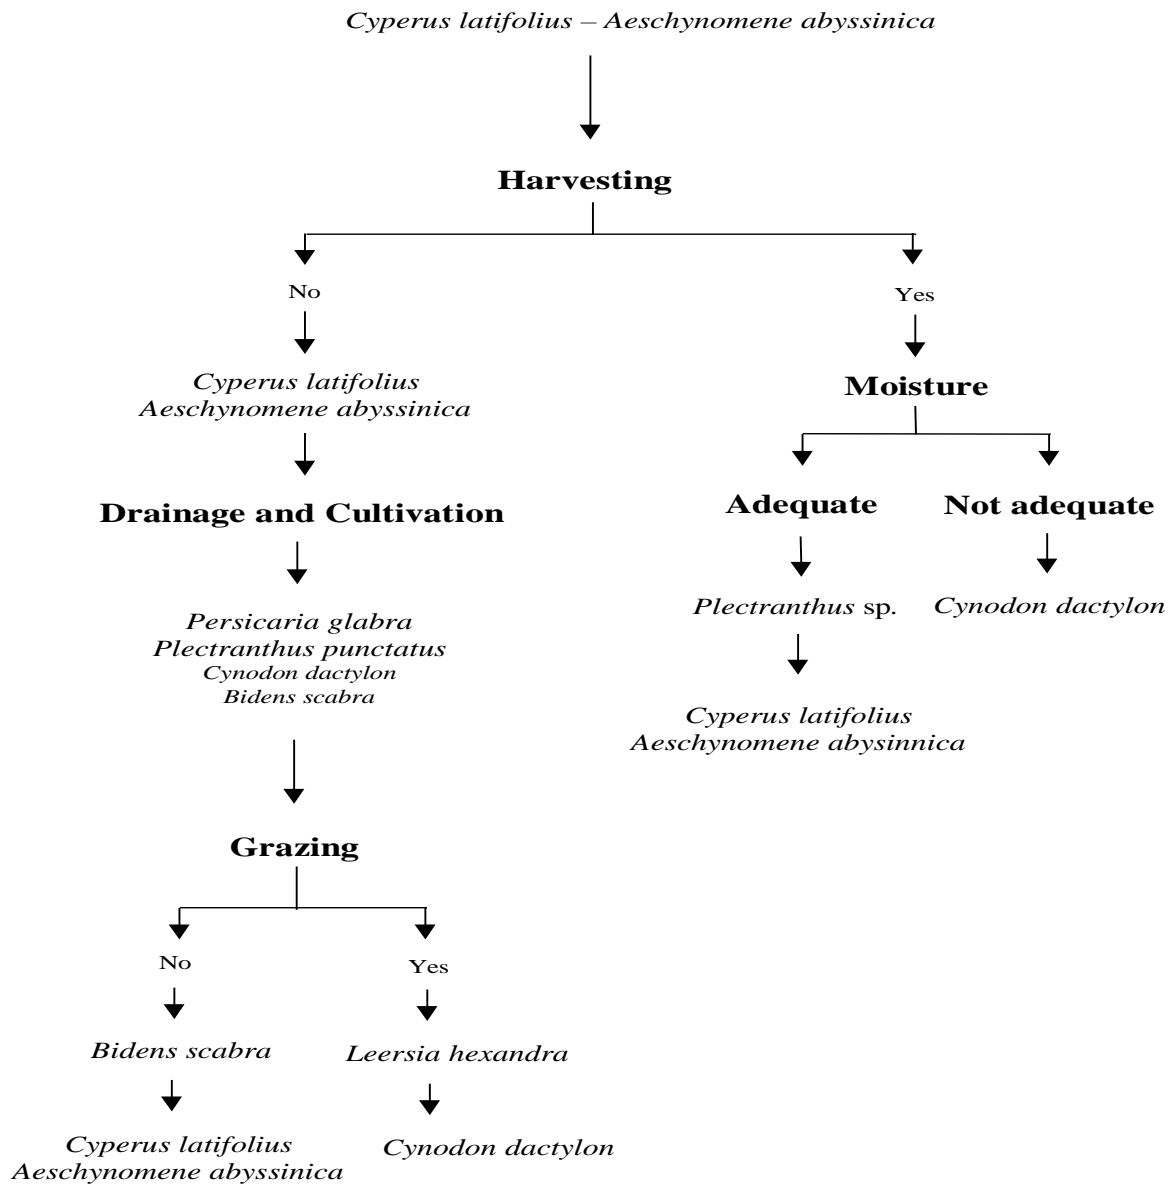 Cyperus latifolius – Aeschynomene abyssinica
Harvesting
No
Yes
Cyperus latifolius
Aeschynomene abyssinica
Moisture
Drainage and Cultivation
Adequate
Not adequate
Persicaria glabra
Plectranthus punctatus
Cynodon dactylon
Bidens scabra
Plectranthus sp.
Cynodon dactylon
Cyperus latifolius
Aeschynomene abysinnica
Grazing
No
Yes
Bidens scabra
Leersia hexandra
Cyperus latifolius
Aeschynomene abyssinica
Cynodon dactylon